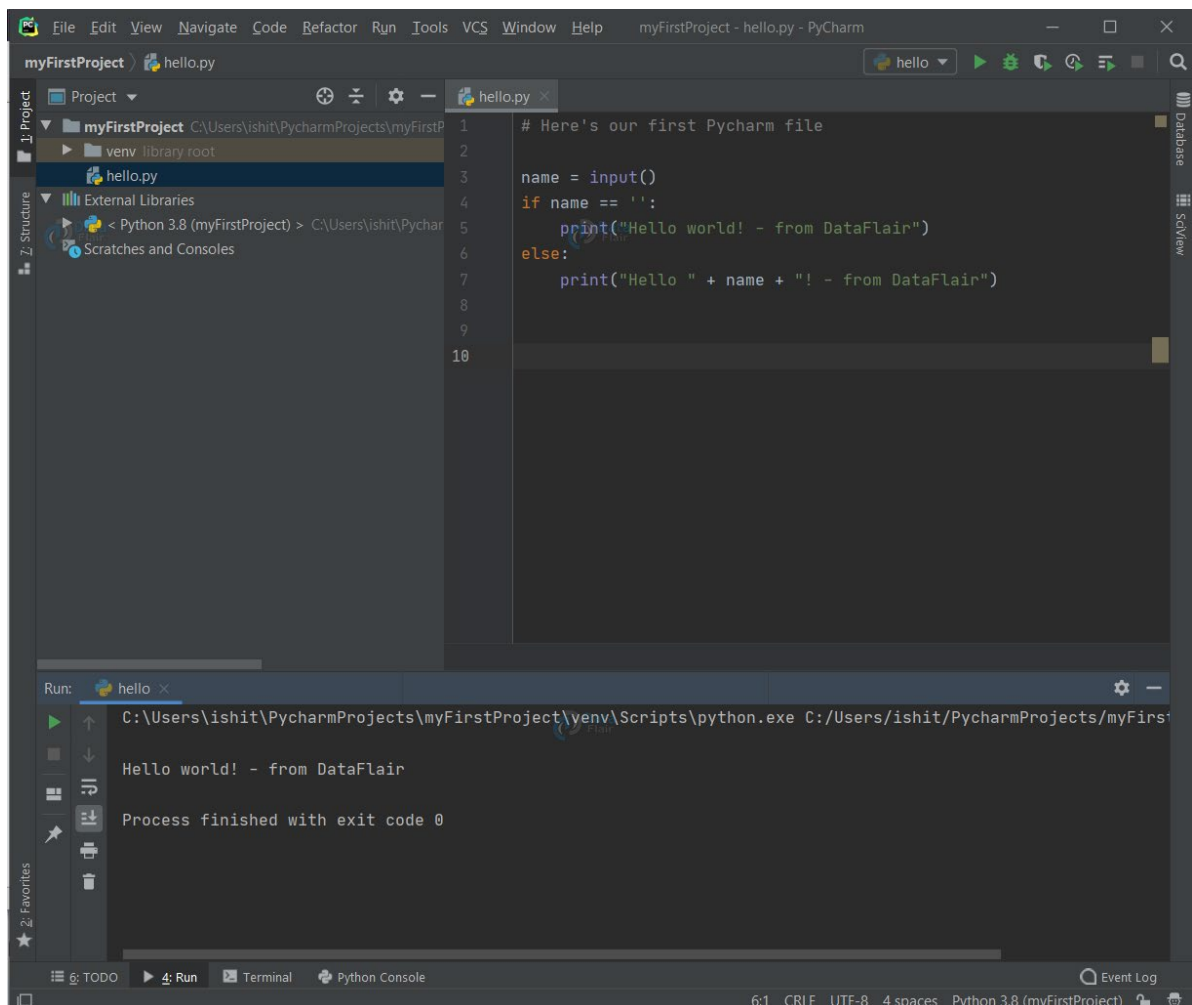 File Edit View Navigate Code Refactor Run Tools VCS Window Help myFirstProject - hello.py - PyCharm
myFirstProject hello.py hello
1: Project
Project
hello.py
myFirstProject C:\Users\ishit\PycharmProjects\myFirstP
venv library root
hello.py
External Libraries
< Python 3.8 (myFirstProject) > C:\Users\ishit\Pychar
Scratches and Consoles
Z: Structure
1 # Here's our first Pycharm file
2
3 name = input()
4 if name == '':
5 print("Hello world! - from DataFlair")
6 else:
7 print("Hello " + name + "! - from DataFlair")
8
9
10
Database
SciView
Run: hello
C:\Users\ishit\PycharmProjects\myFirstProject\venv\Scripts\python.exe C:/Users/ishit/PycharmProjects/myFirst
Flair
Hello world! - from DataFlair
Process finished with exit code 0
2: Favorites
6: TODO 4: Run Terminal Python Console Event Log
6:1 CRLF UTF-8 4 spaces Python 3.8 (myFirstProject)